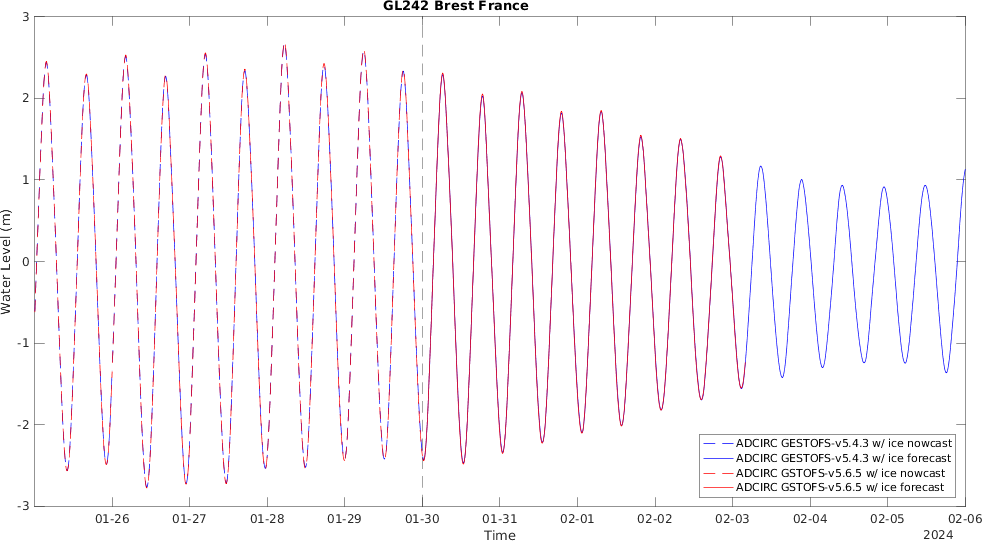 GL242 Brest France
3
2
1
0
-1
-2
-3
Water Level (m)
ADCIRC GESTOFS-v5.4.3 w/ ice nowcast
ADCIRC GESTOFS-v5.4.3 w/ ice forecast
ADCIRC GSTOFS-v5.6.5 w/ ice nowcast
ADCIRC GSTOFS-v5.6.5 w/ ice forecast
01-26 01-27 01-28 01-29 01-30 01-31 02-01 02-02 02-03 02-04 02-05 02-06
Time
2024